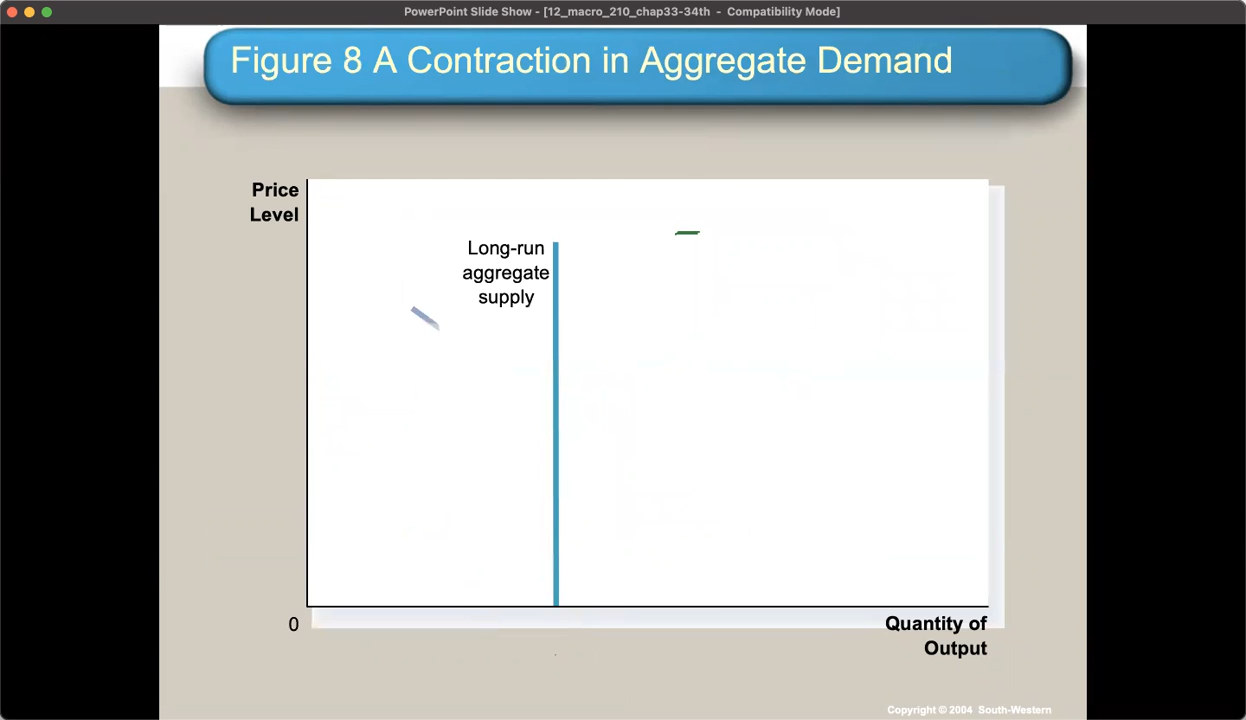 PowerPoint Slide Show - [12_macro_210_chap33-34th - Compatibility Mode]
Figure 8 A Contraction in Aggregate Demand
Price
Level
Long-run
aggregate
supply
0
Quantity of
Output
Copyright © 2004 South-Western